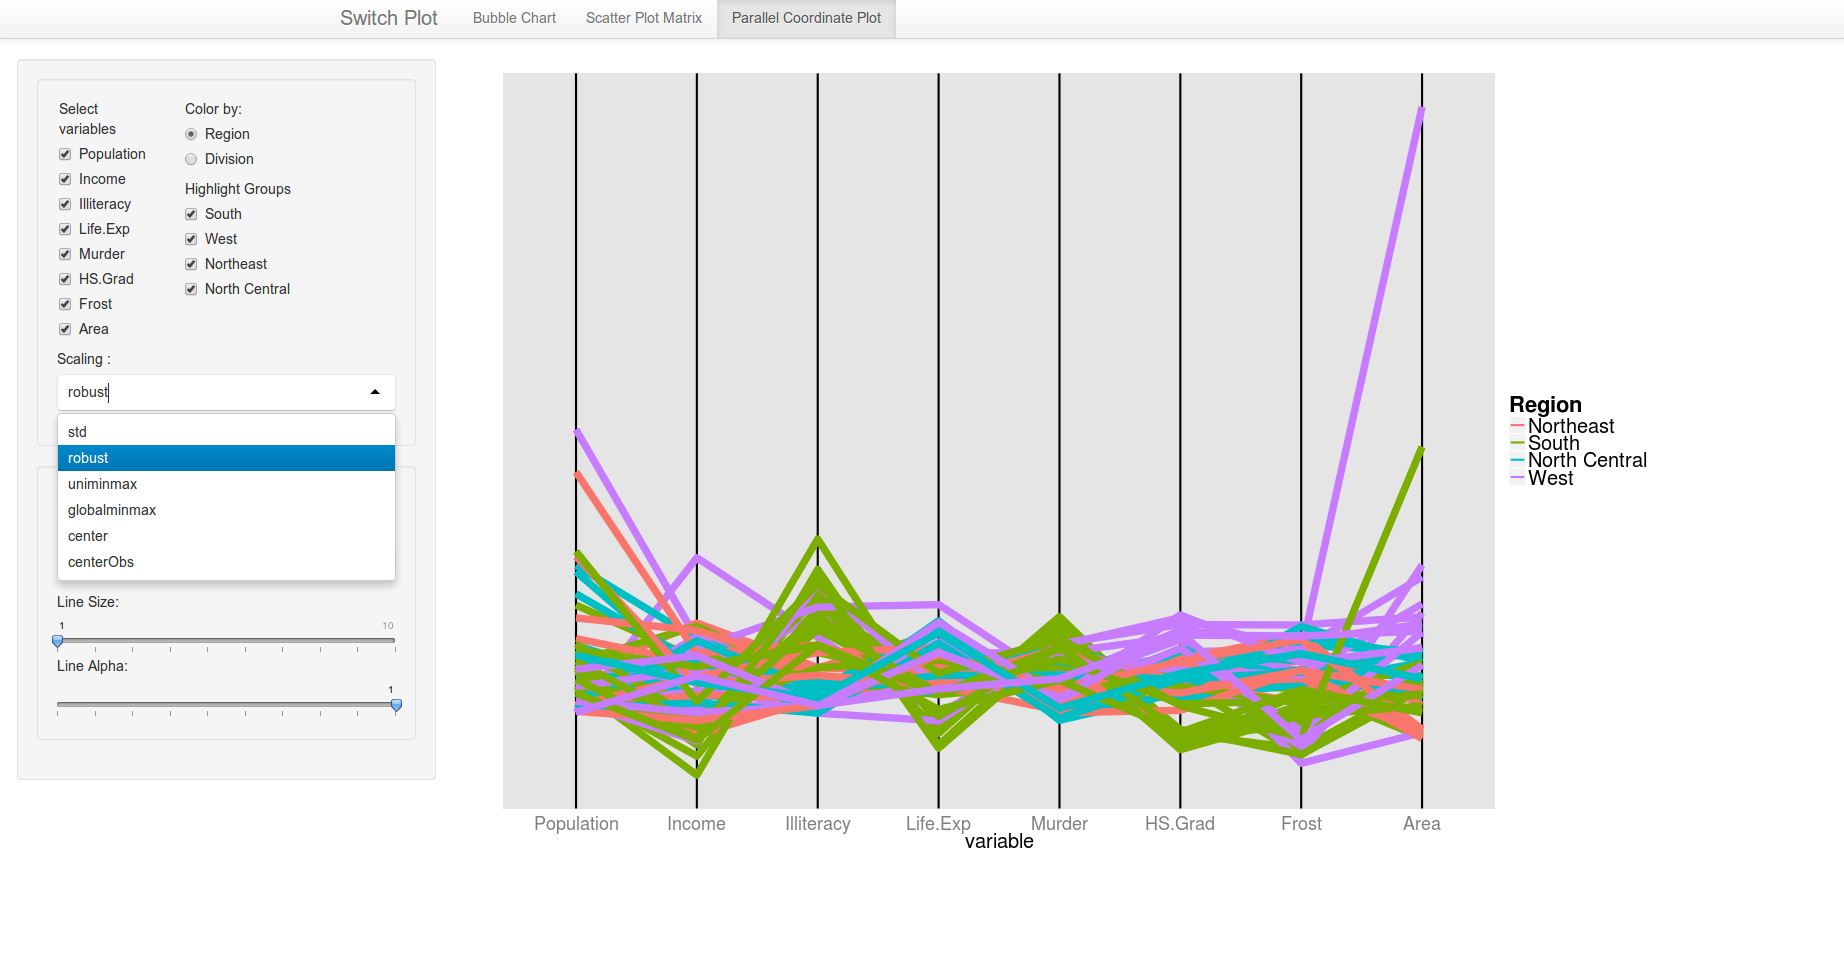 Switch Plot
Bubble Chart
Scatter Plot Matrix
Parallel Coordinate Plot
Select
variables
Population
Income
Illiteracy
Life.Exp
Murder
HS.Grad
Frost
Area
Color by:
Region
Division
Highlight Groups
South
West
Northeast
North Central
Scaling :
robust
std
robust
uniminmax
globalminmax
center
centerObs
Line Size:
1
10
Line Alpha:
1
Population
Income
Illiteracy
Life.Exp
Murder
HS.Grad
Frost
Area
variable
Region
Northeast
South
North Central
West